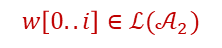 w[0..i] ∈ ℒ(𝒜₂)